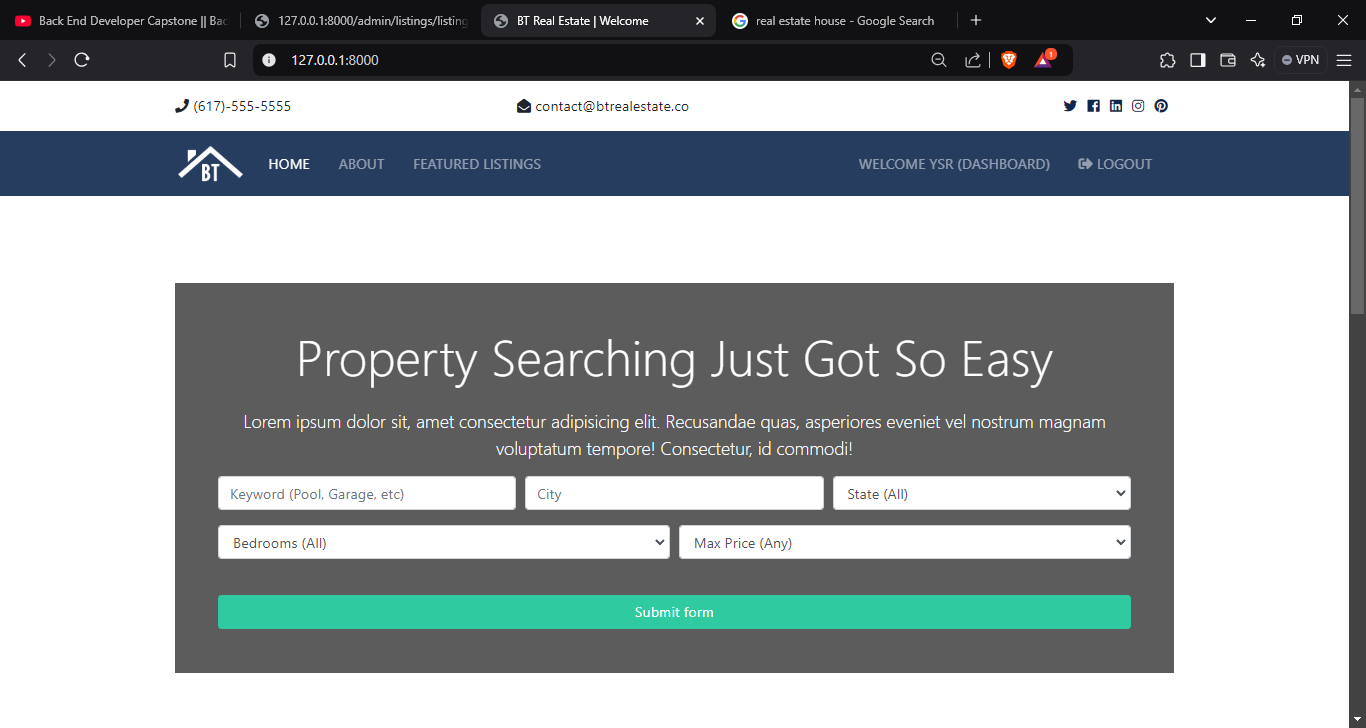 Back End Developer Capstone || Bac
127.0.0.1:8000/admin/listings/listing
BT Real Estate | Welcome
real estate house - Google Search
127.0.0.1:8000
1
VPN
(617)-555-5555
contact@btrealestate.co
BT
HOME
ABOUT
FEATURED LISTINGS
WELCOME YSR (DASHBOARD)
LOGOUT
Property Searching Just Got So Easy
Lorem ipsum dolor sit, amet consectetur adipisicing elit. Recusandae quas, asperiores eveniet vel nostrum magnam
voluptatum tempore! Consectetur, id commodi!
Keyword (Pool, Garage, etc)
City
State (All)
Bedrooms (All)
Max Price (Any)
Submit form